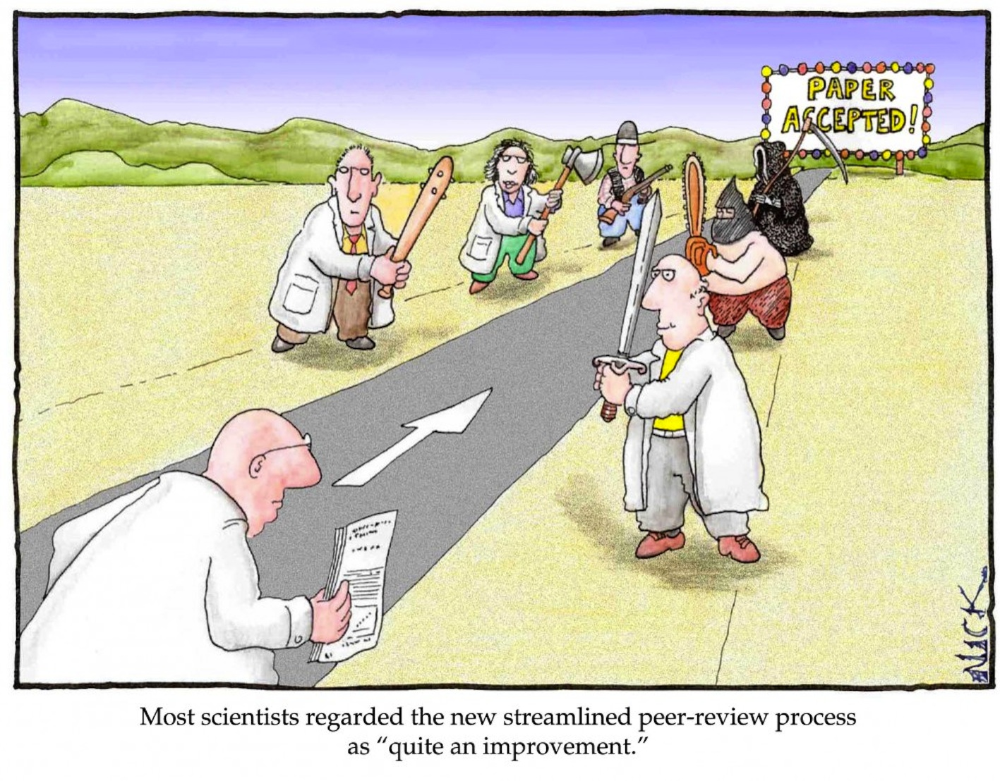 PAPER
ACCEPTED!
NICK
Most scientists regarded the new streamlined peer-review process
as “quite an improvement.”